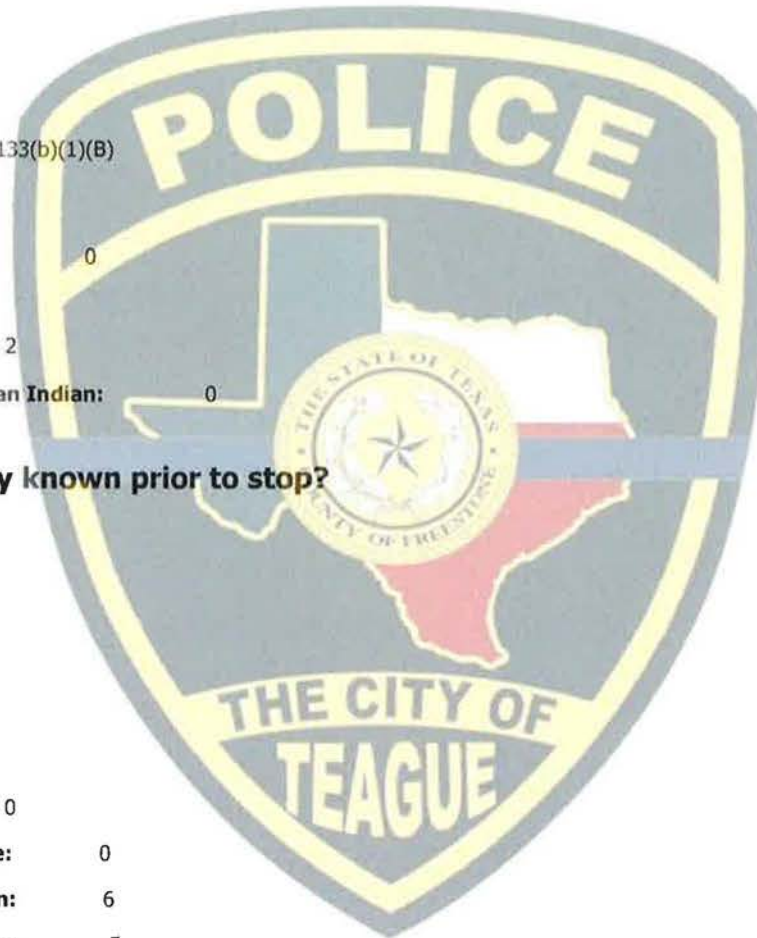 POLICE
133(b)(1)(B)
0
2
an Indian: 0
THE STATE OF TEXAS
y known prior to stop?
COUNTY OF FREESTONE
THE CITY OF
TEAGUE
0
e: 0
n: 6